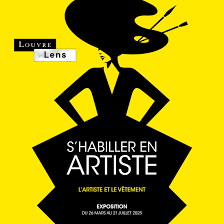 LOUVRE
Lens
S'HABILLER EN
ARTISTE
L'ARTISTE ET LE VÊTEMENT
EXPOSITION
DU 26 MARS AU 21 JUILLET 2025